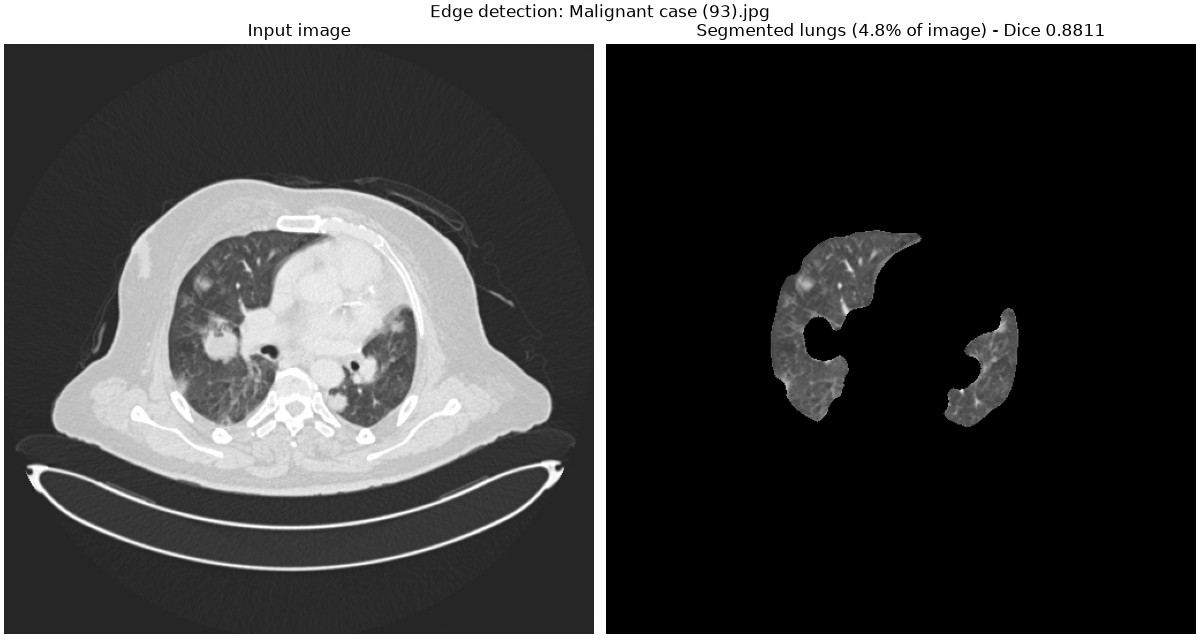 Edge detection: Malignant case (93).jpg
Input image
Segmented lungs (4.8% of image) - Dice 0.8811